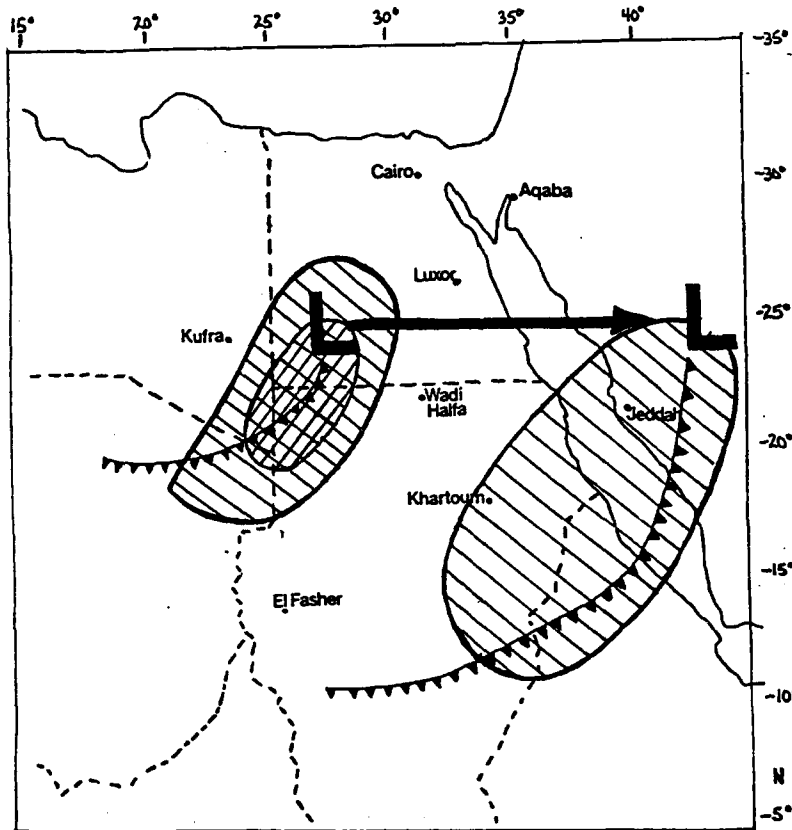 15° 20° 25° 30° 35° 40°
-35°
Cairo
-30°
Aqaba
Luxor
-25°
L
L
Kufra
Wadi
Halfa
Jeddah
-20°
Khartoum
-15°
El Fasher
-10
N
-5°